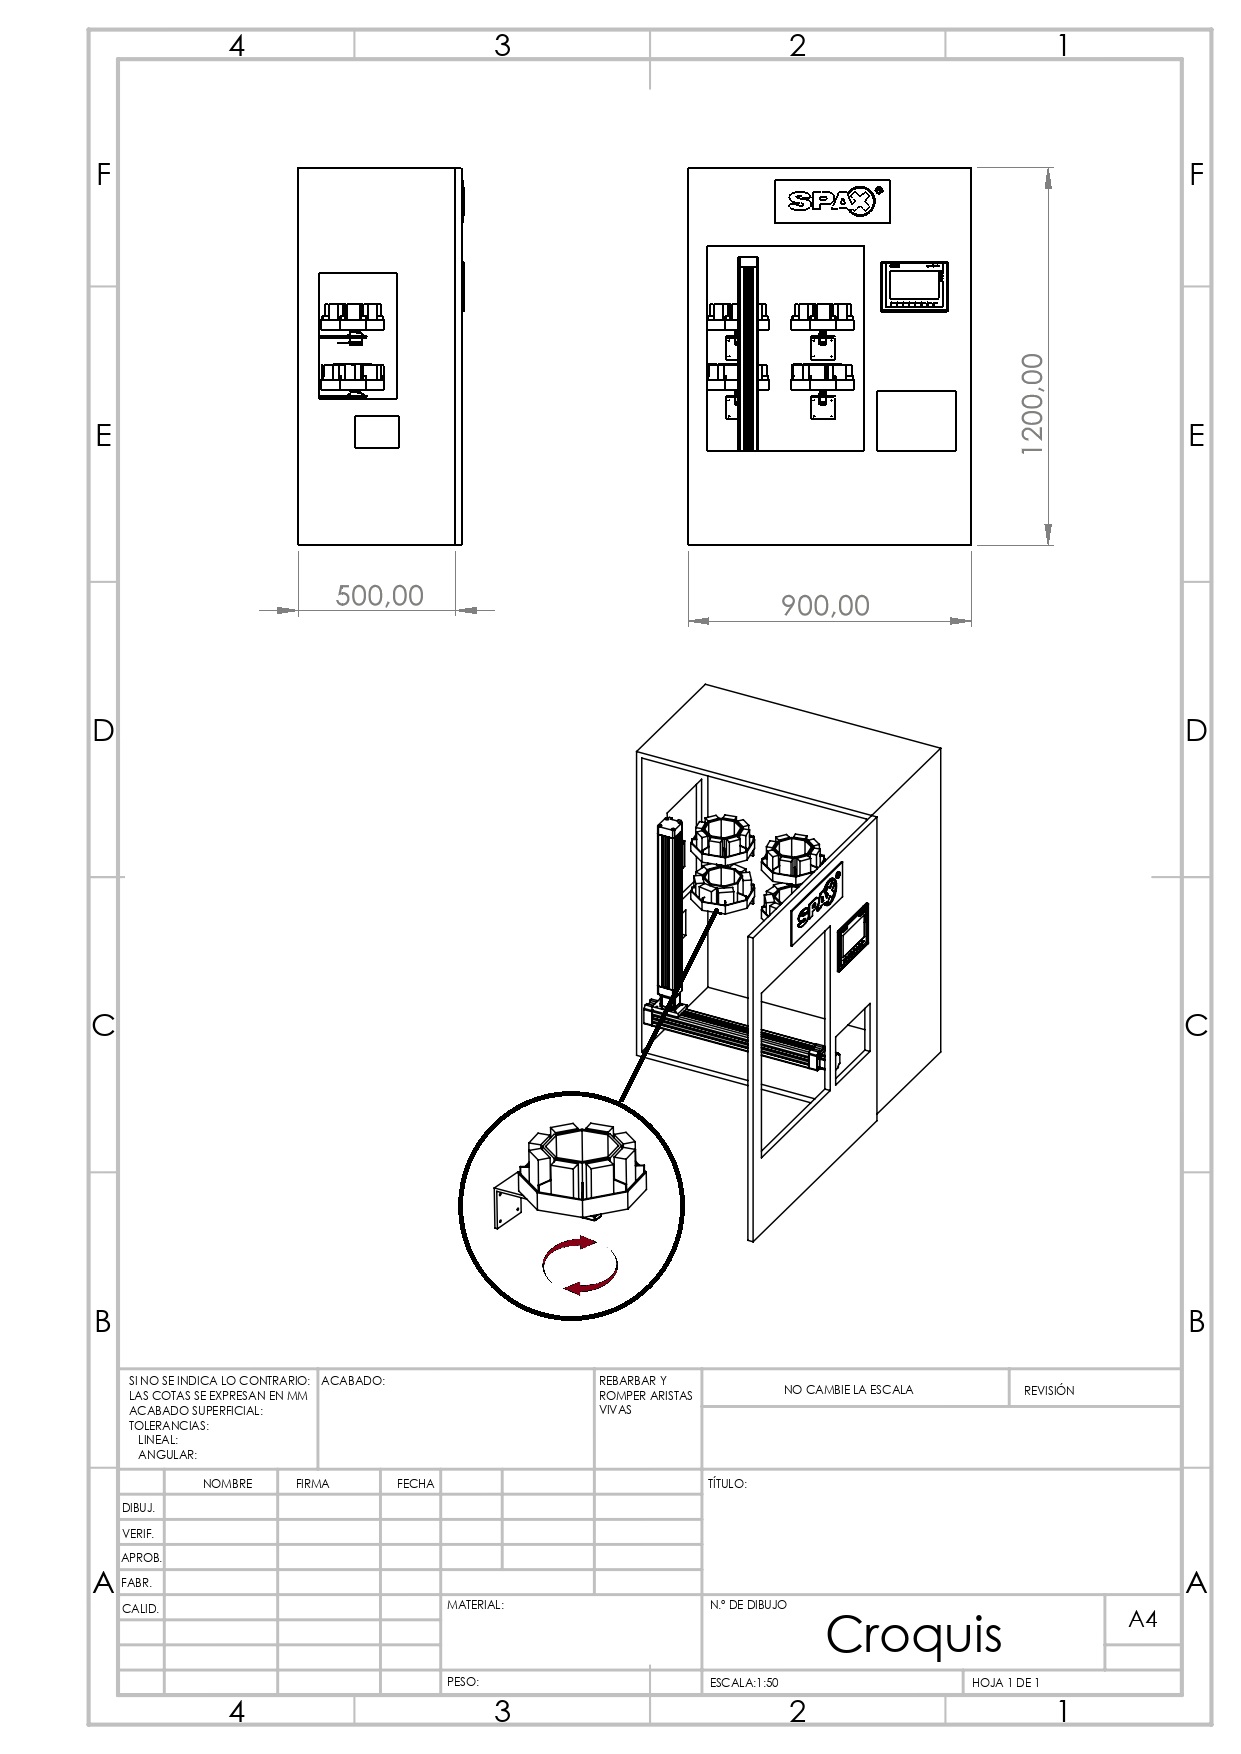 4 3 2 1
F F
SPAX®
E E
1200,00
500,00
900,00
D D
SPAX®
C C
B B
SI NO SE INDICA LO CONTRARIO:
LAS COTAS SE EXPRESAN EN MM
ACABADO SUPERFICIAL:
TOLERANCIAS:
LINEAL:
ANGULAR:
ACABADO:
REBARBAR Y
ROMPER ARISTAS
VIVAS
NO CAMBIE LA ESCALA
REVISIÓN
NOMBRE FIRMA FECHA
TÍTULO:
DIBUJ.
VERIF.
APROB.
A FABR. A
CALID.
MATERIAL:
N.º DE DIBUJO
Croquis
A4
PESO:
ESCALA:1:50
HOJA 1 DE 1
4 3 2 1